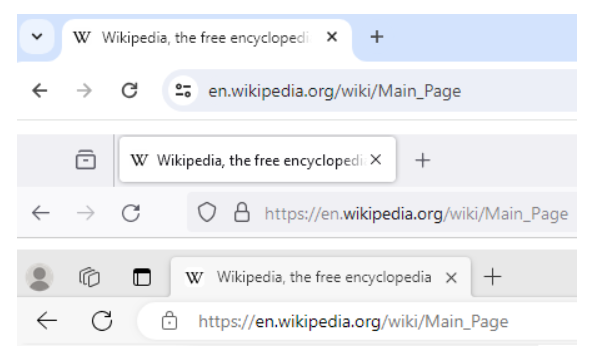 W Wikipedia, the free encyclopedi
en.wikipedia.org/wiki/Main_Page
W Wikipedia, the free encyclopedi
https://en.wikipedia.org/wiki/Main_Page
W Wikipedia, the free encyclopedia
https://en.wikipedia.org/wiki/Main_Page